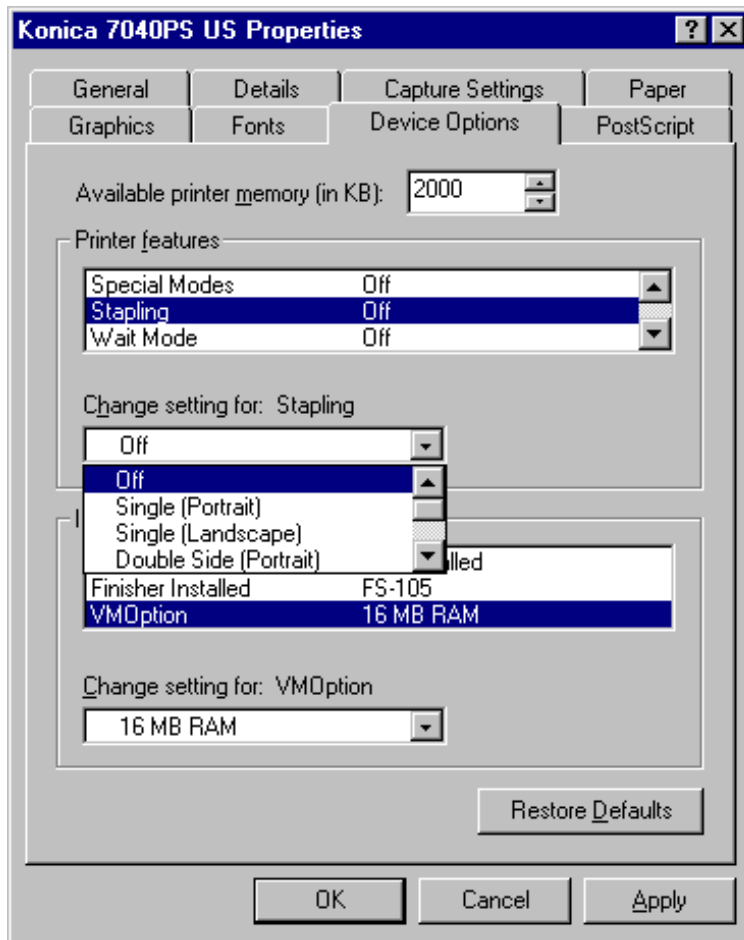 Konica 7040PS US Properties
General Details Capture Settings Paper
Graphics Fonts Device Options PostScript
Available printer memory (in KB): 2000
Printer features
Special Modes Off
Stapling Off
Wait Mode Off
Change setting for: Stapling
Off
Off
Single (Portrait)
Single (Landscape)
Double Side (Portrait)
Finisher Installed FS-105
VMOption 16 MB RAM
Change setting for: VMOption
16 MB RAM
Restore Defaults
OK Cancel Apply